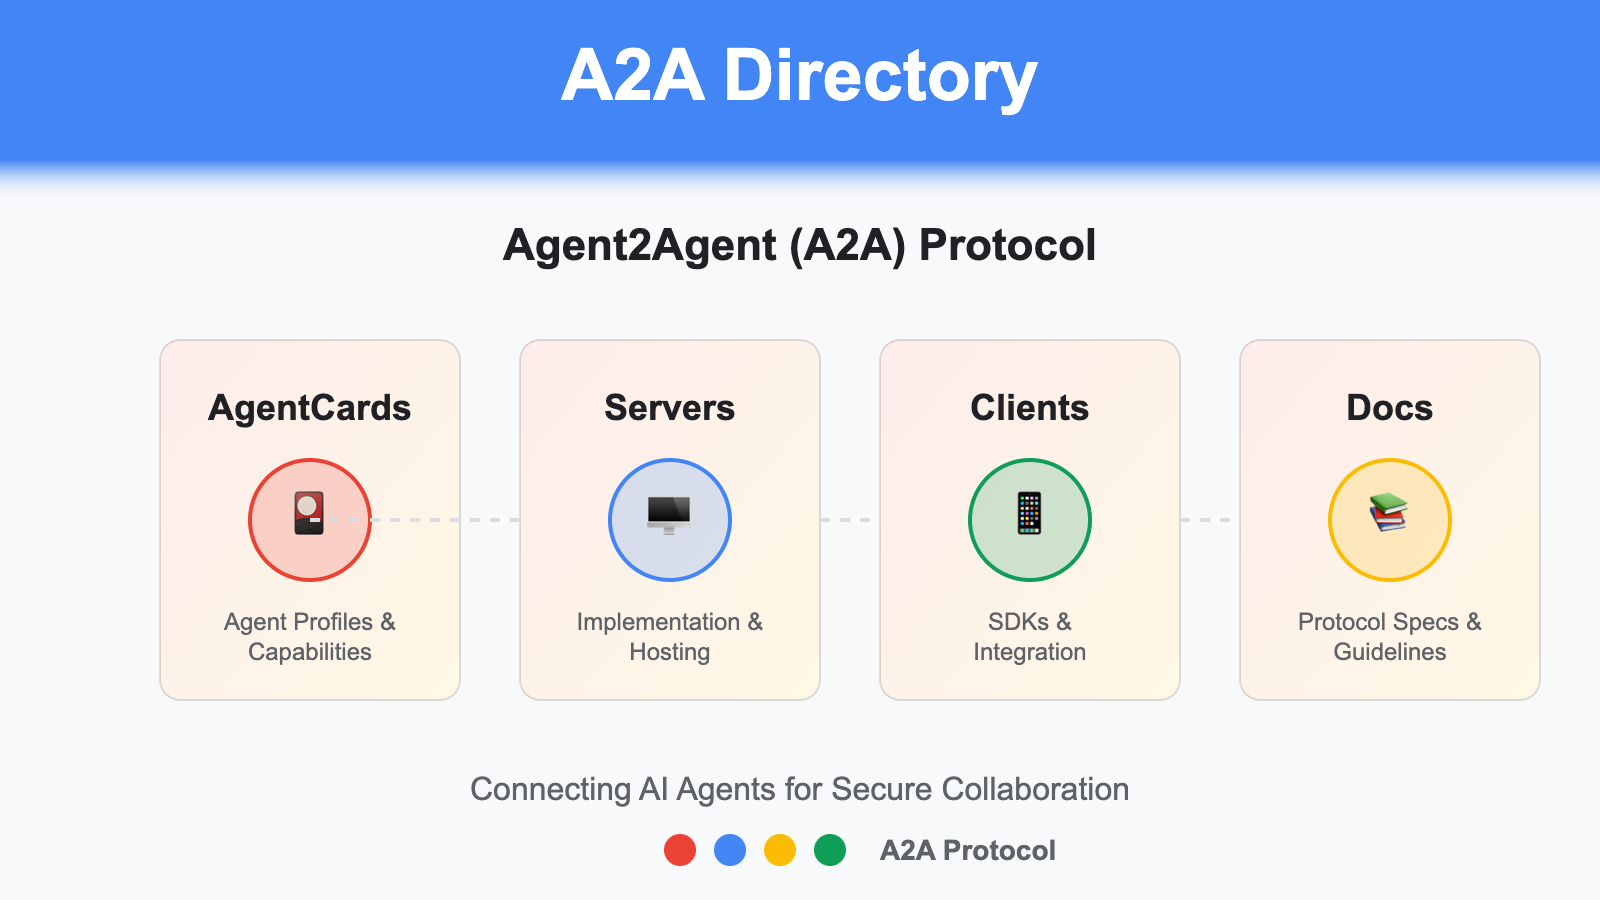 A2A Directory
Agent2Agent (A2A) Protocol
AgentCards
Agent Profiles &
Capabilities
Servers
Implementation &
Hosting
Clients
SDKs &
Integration
Docs
Protocol Specs &
Guidelines
Connecting AI Agents for Secure Collaboration
A2A Protocol